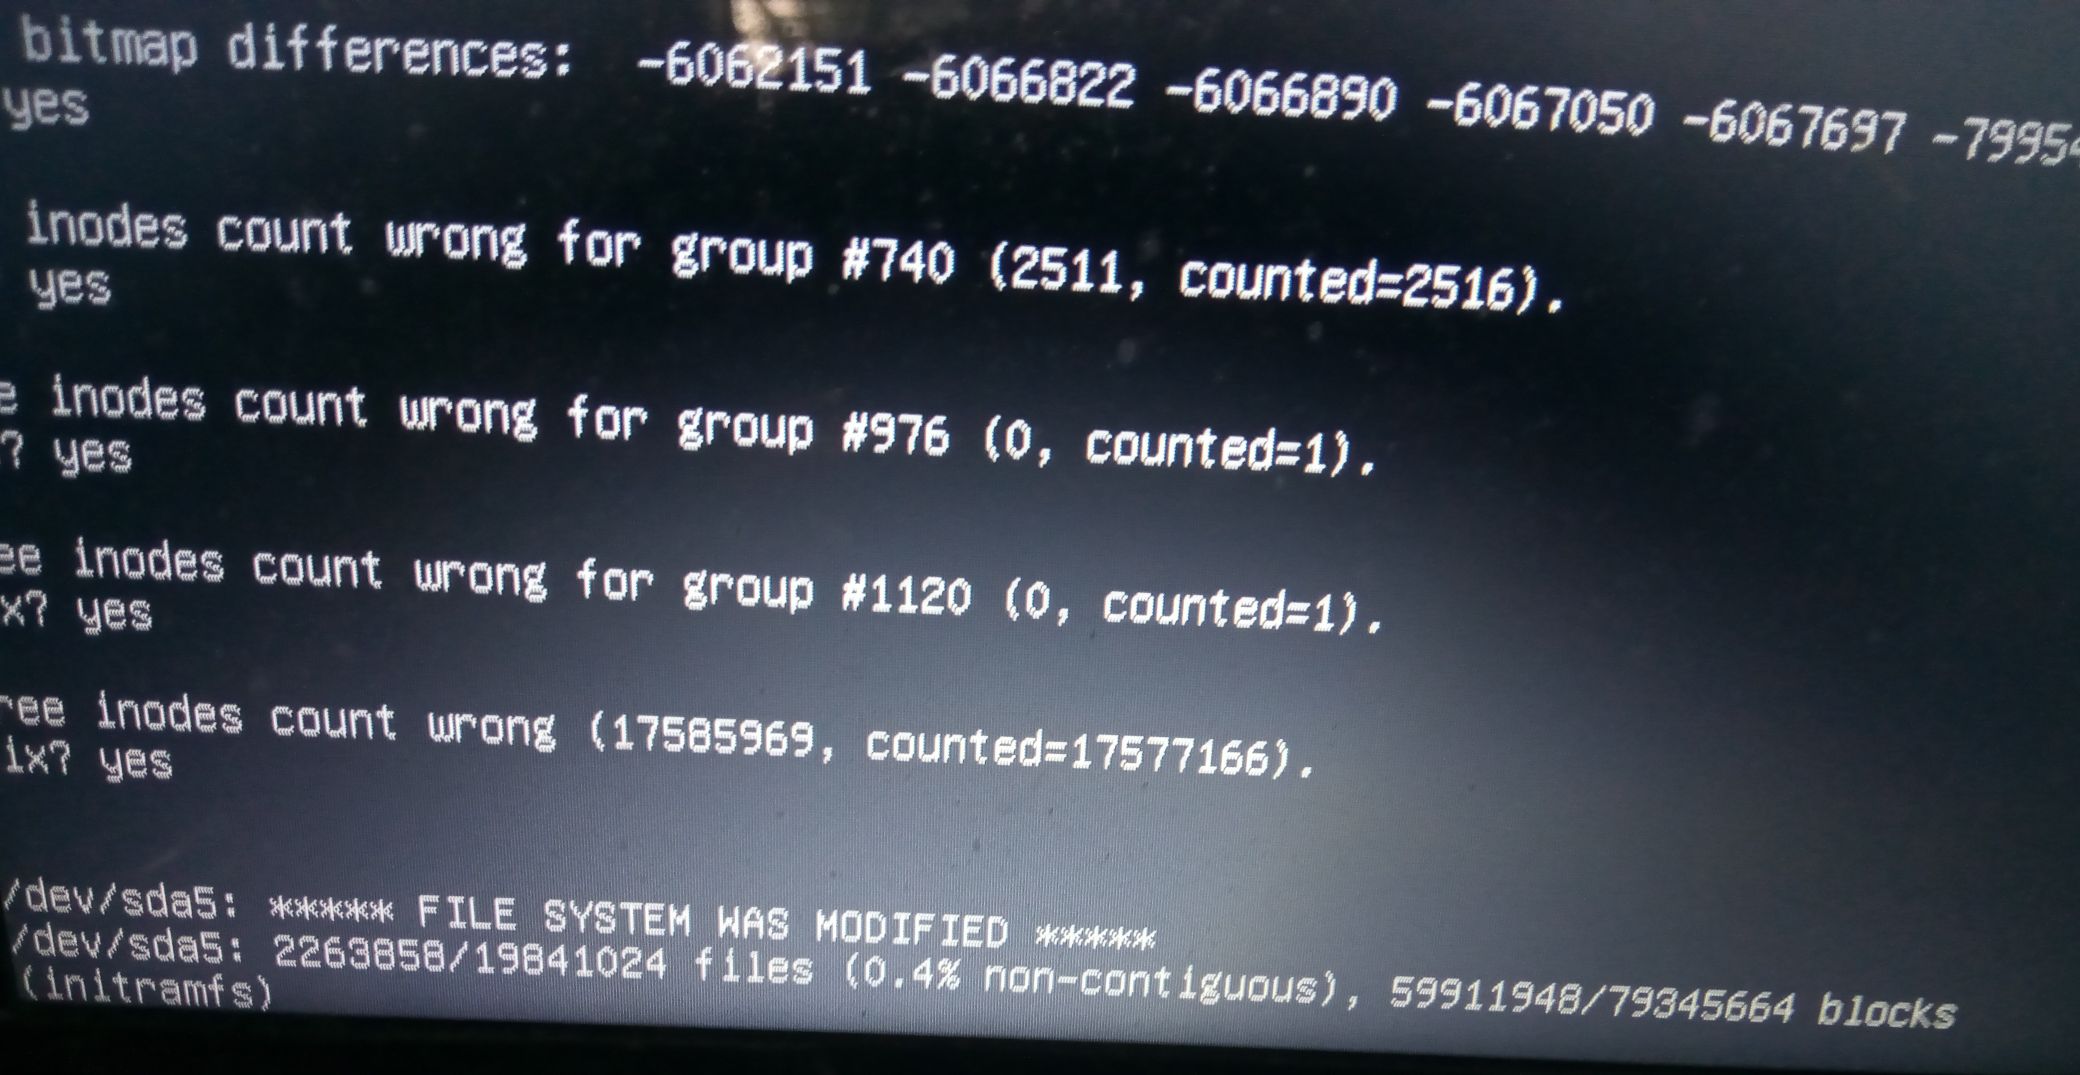 bitmap differences: -6062151 -6066822 -6066890 -6067050 -6067697 -7995
yes
inodes count wrong for group #740 (2511, counted=2516).
yes
e inodes count wrong for group #976 (0, counted=1).
? yes
ee inodes count wrong for group #1120 (0, counted=1).
x? yes
ree inodes count wrong (17585969, counted=17577166).
ix? yes
/dev/sda5: ***** FILE SYSTEM WAS MODIFIED *****
/dev/sda5: 2263858/19841024 files (0.4% non-contiguous), 59911948/79345664 blocks
(initramfs)